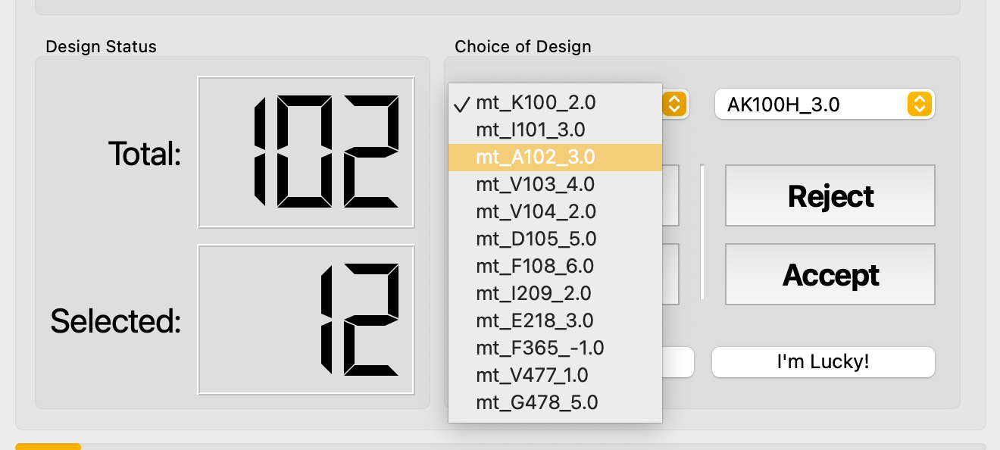 Design Status
Total:
102
Selected:
12
Choice of Design
✓ mt_K100_2.0
mt_I101_3.0
mt_A102_3.0
mt_V103_4.0
mt_V104_2.0
mt_D105_5.0
mt_F108_6.0
mt_I209_2.0
mt_E218_3.0
mt_F365_-1.0
mt_V477_1.0
mt_G478_5.0
AK100H_3.0
Reject
Accept
I'm Lucky!